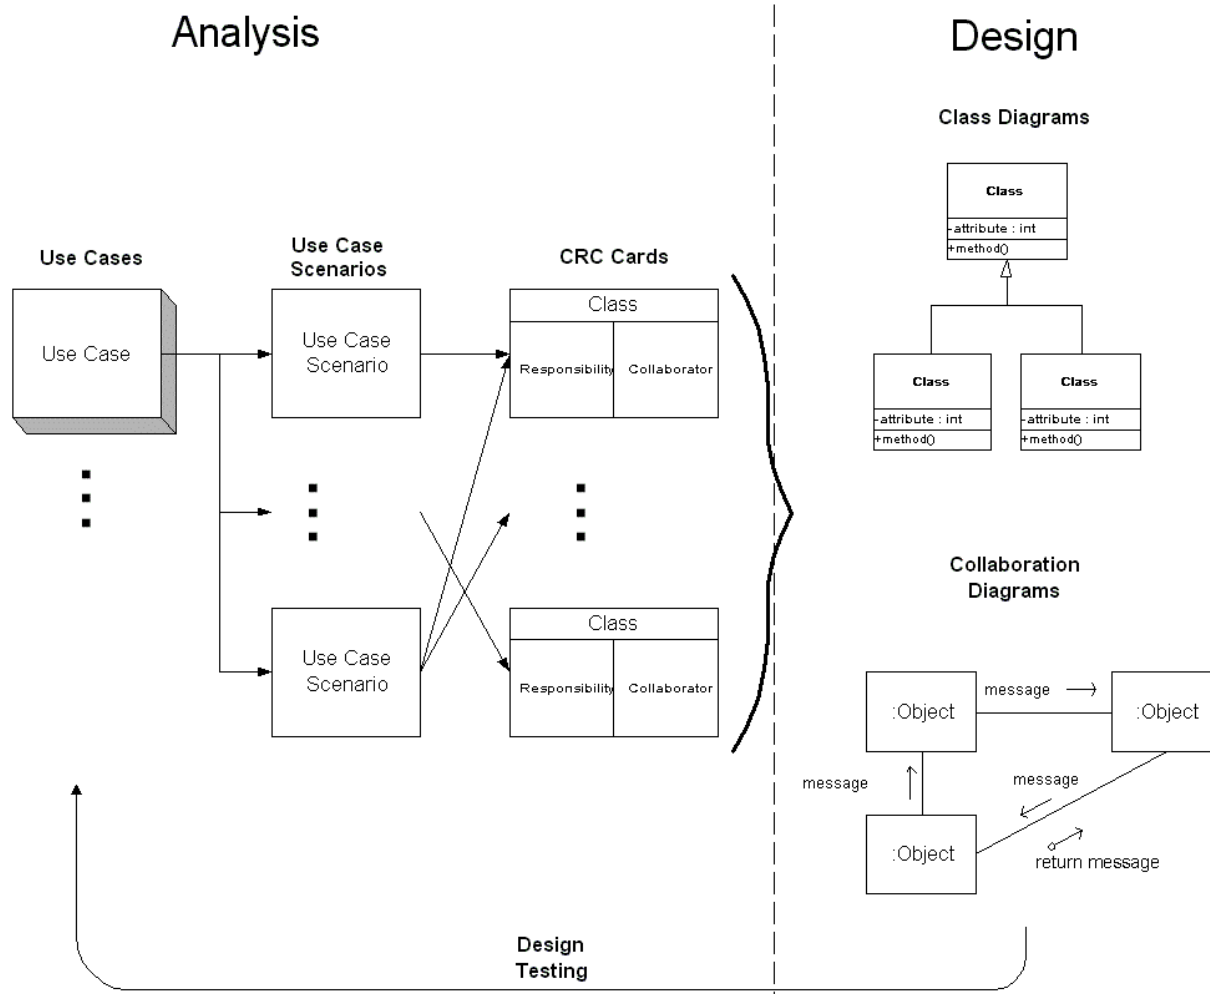 Analysis
Design
Class Diagrams
Class
-attribute : int
+method()
Class
-attribute : int
+method()
Class
-attribute : int
+method()
Use Cases
Use Case
Use Case
Scenarios
Use Case
Scenario
CRC Cards
Class
Responsibility
Collaborator
Use Case
Scenario
Class
Responsibility
Collaborator
Collaboration
Diagrams
:Object
message
:Object
message
message
:Object
return message
Design
Testing